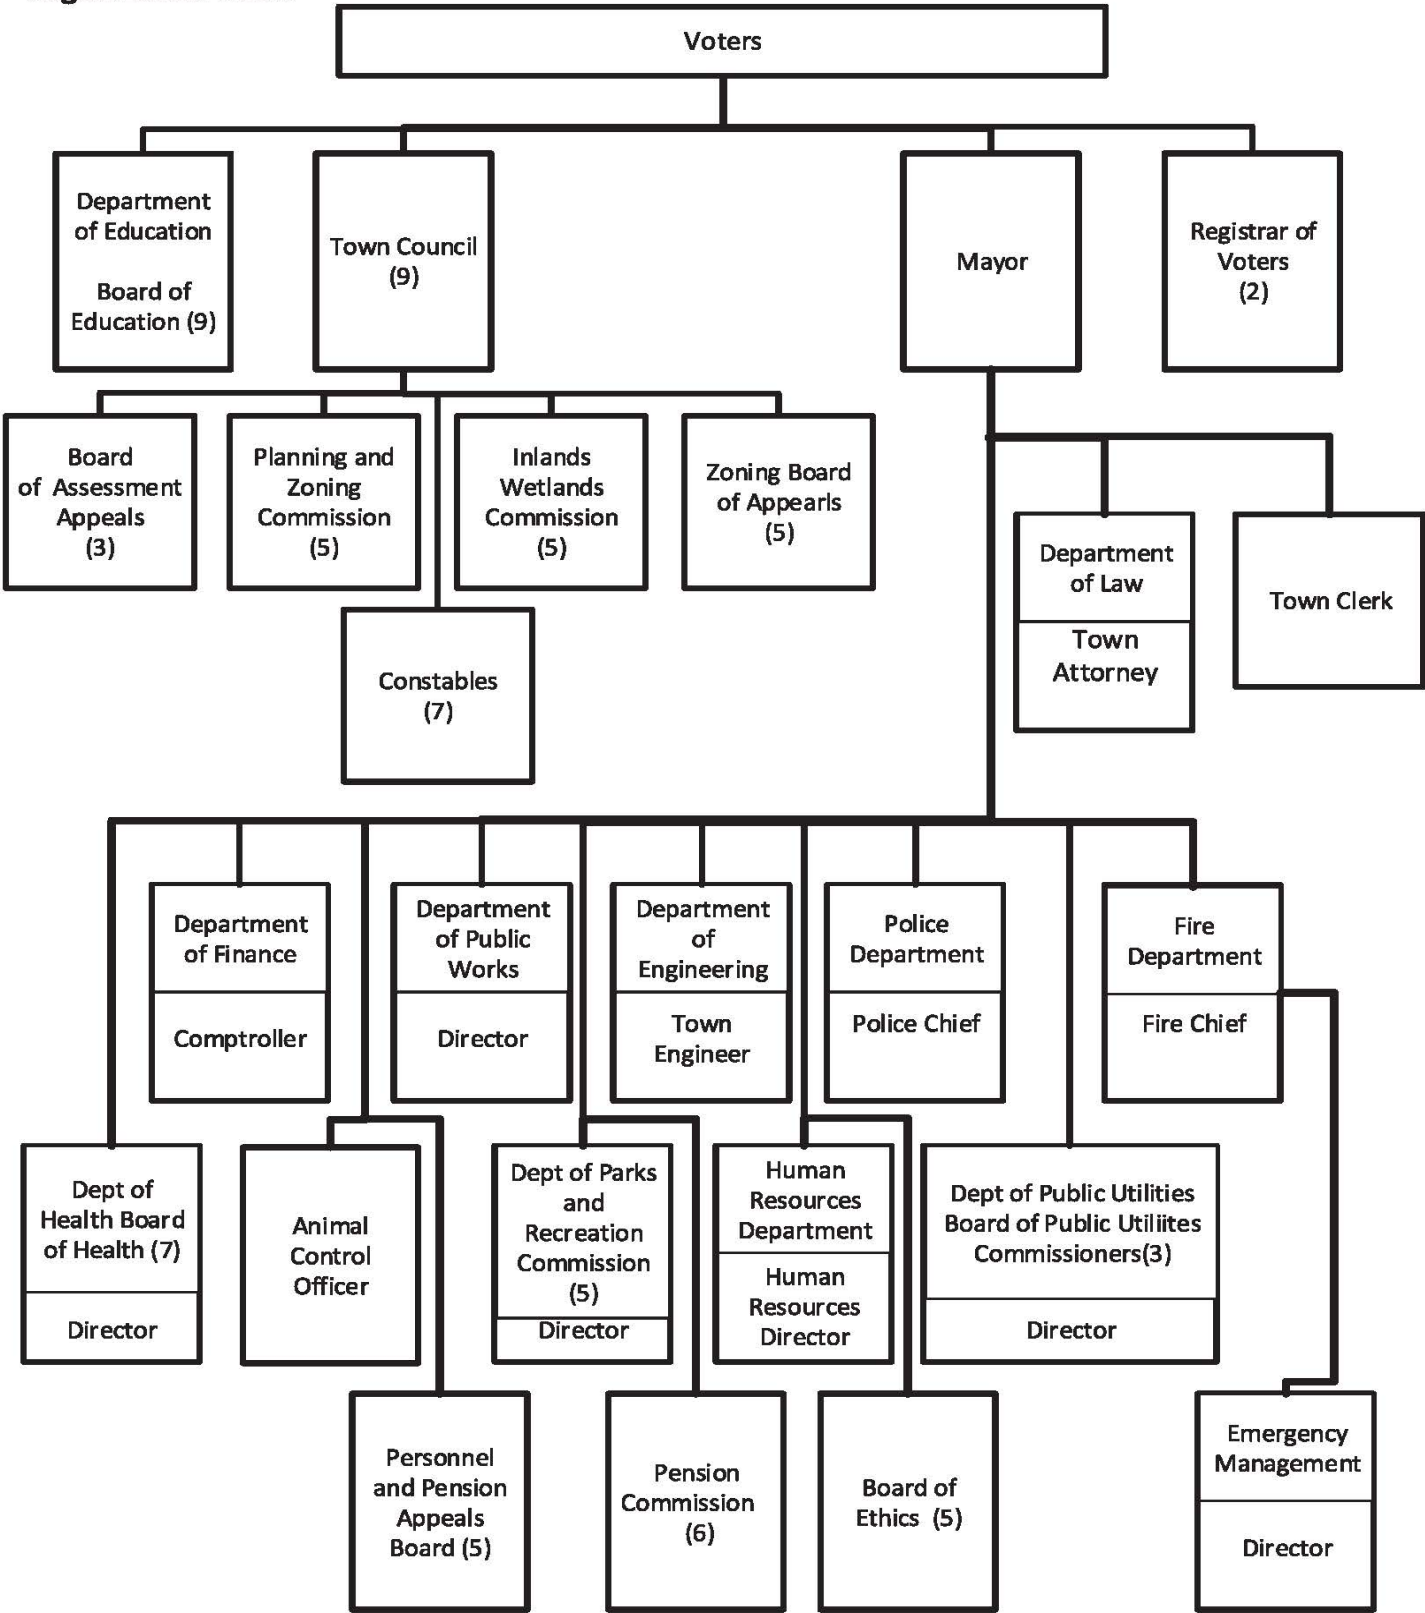 Voters
Department
of Education
Board of
Education (9)
Town Council
(9)
Mayor
Registrar of
Voters
(2)
Board
of Assessment
Appeals
(3)
Planning and
Zoning
Commission
(5)
Inlands
Wetlands
Commission
(5)
Zoning Board
of Appearls
(5)
Department
of Law
Town
Attorney
Town Clerk
Constables
(7)
Department
of Finance
Comptroller
Department
of Public
Works
Director
Department
of
Engineering
Town
Engineer
Police
Department
Police Chief
Fire
Department
Fire Chief
Dept of
Health Board
of Health (7)
Director
Animal
Control
Officer
Dept of Parks
and
Recreation
Commission
(5)
Director
Human
Resources
Department
Human
Resources
Director
Dept of Public Utilities
Board of Public Utiliites
Commissioners(3)
Director
Personnel
and Pension
Appeals
Board (5)
Pension
Commission
(6)
Board of
Ethics (5)
Emergency
Management
Director